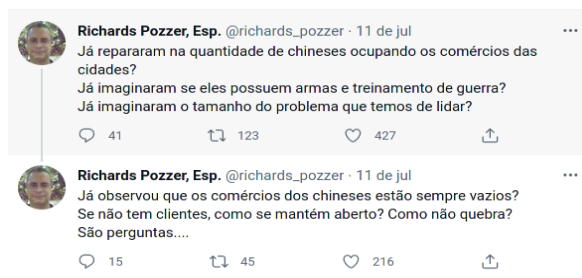 Richards Pozzer, Esp. @richards_pozzer · 11 de jul ...
Já repararam na quantidade de chineses ocupando os comércios das
cidades?
Já imaginaram se eles possuem armas e treinamento de guerra?
Já imaginaram o tamanho do problema que temos de lidar?
41 123 427
Richards Pozzer, Esp. @richards_pozzer · 11 de jul ...
Já observou que os comércios dos chineses estão sempre vazios?
Se não tem clientes, como se mantém aberto? Como não quebra?
São perguntas....
15 45 216